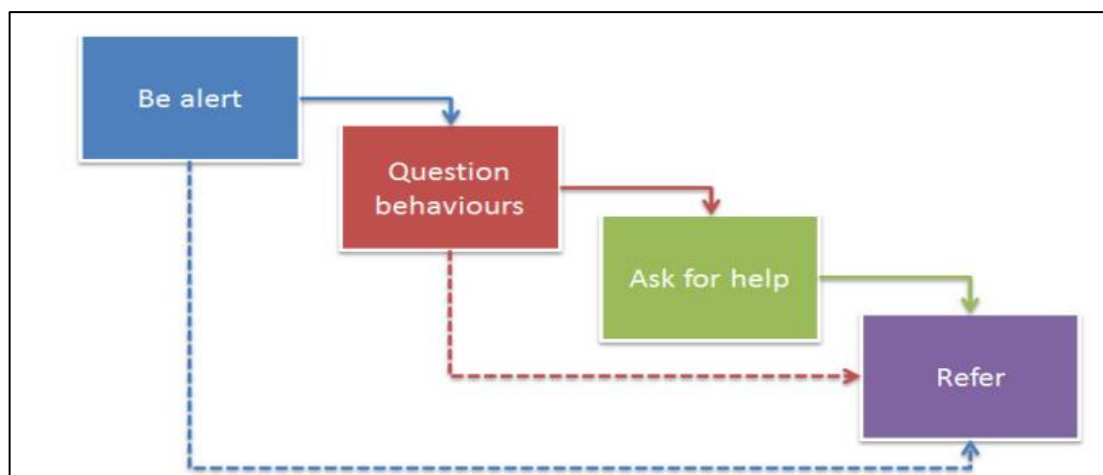 Be alert
Question
behaviours
Ask for help
Refer